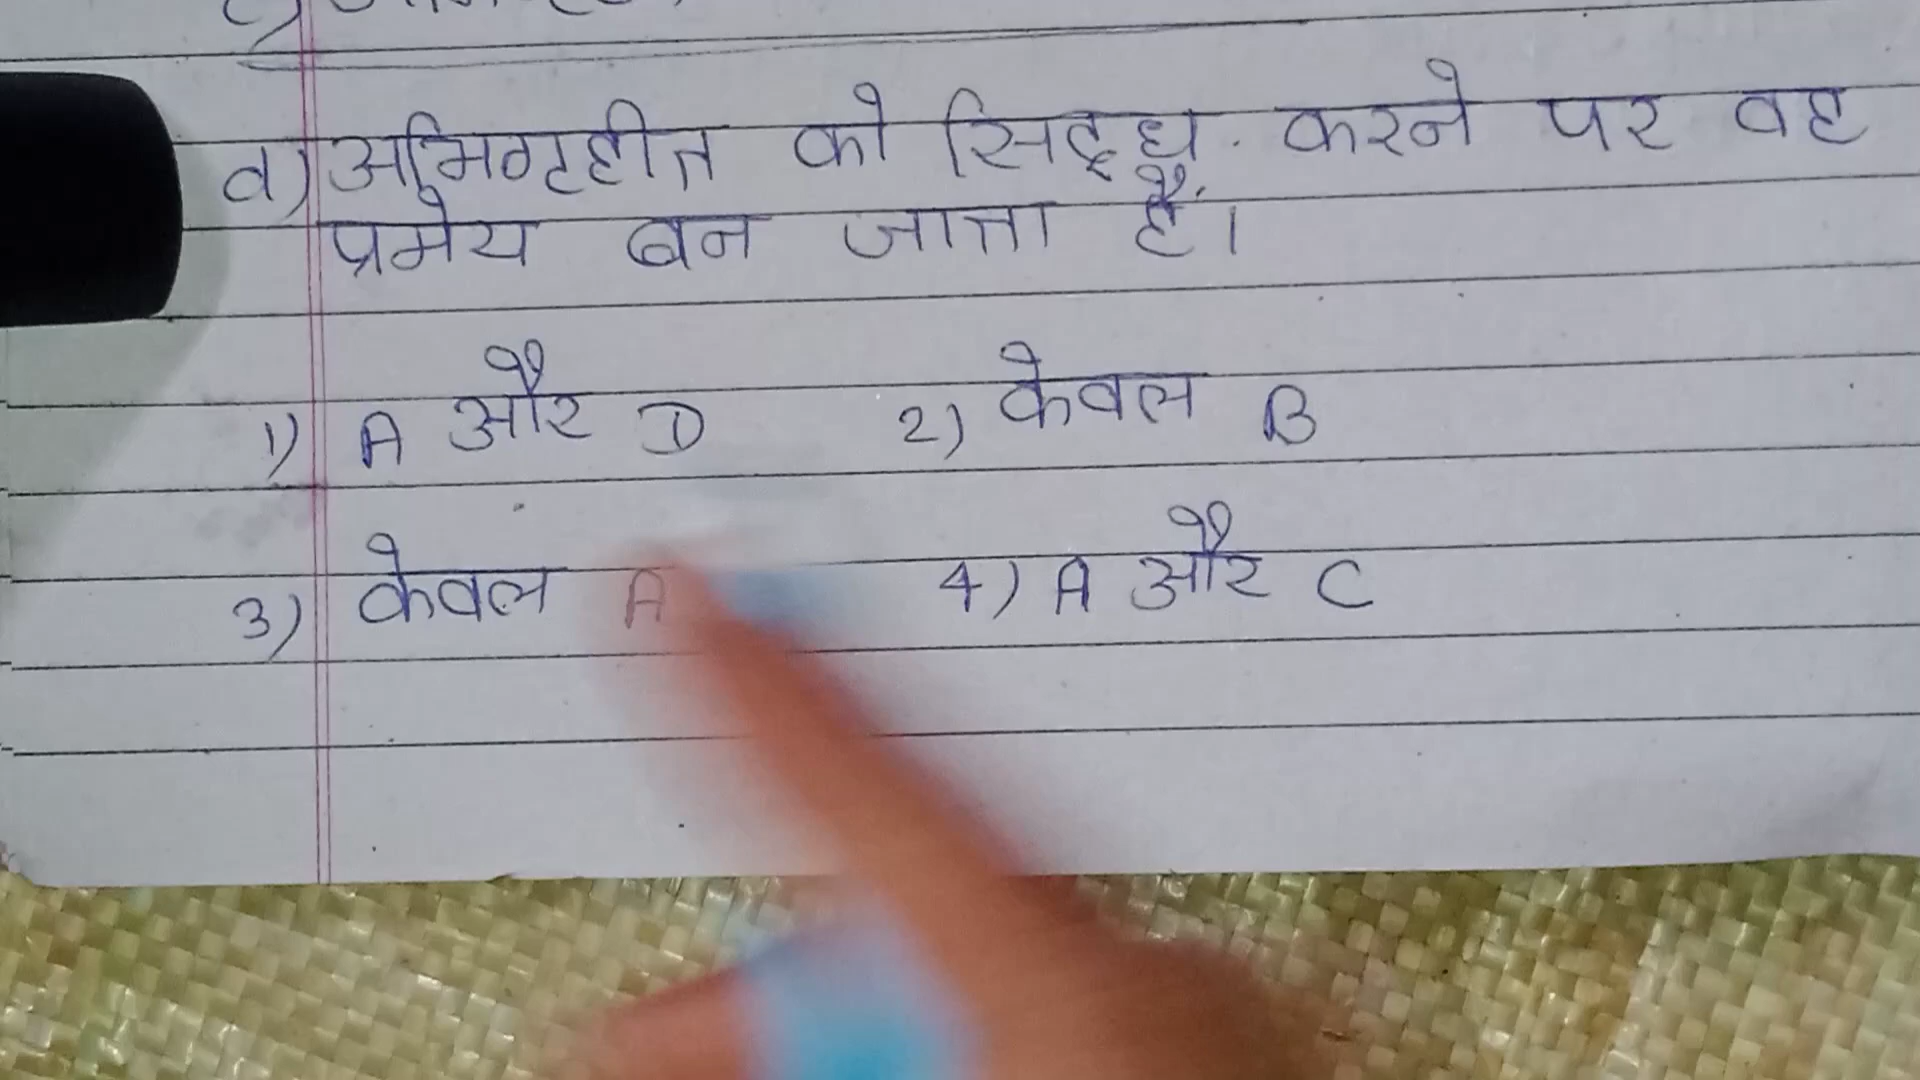 d) अभिगृहीत को सिद्ध करने पर वह
प्रमेय बन जाता है।
1) A और D 2) केवल B
3) केवल A 4) A और C